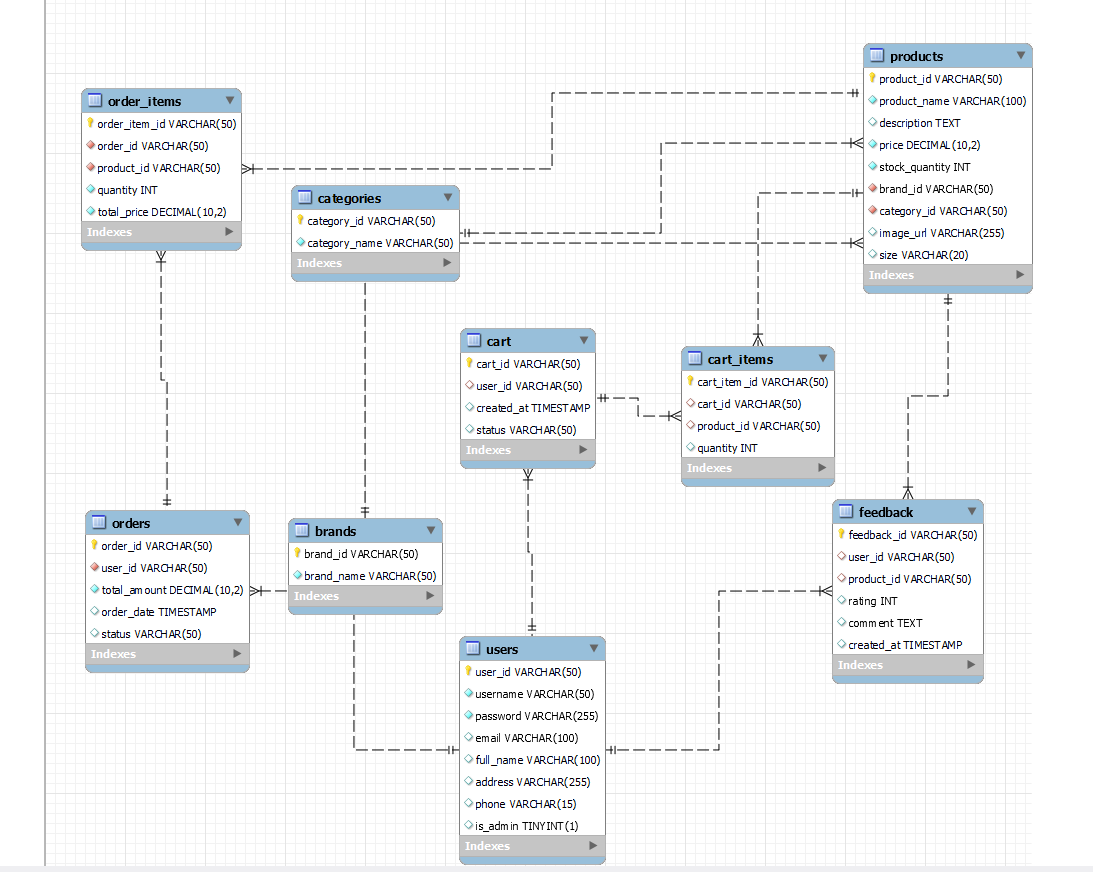 products
product_id VARCHAR(50)
product_name VARCHAR(100)
description TEXT
price DECIMAL(10,2)
stock_quantity INT
brand_id VARCHAR(50)
category_id VARCHAR(50)
image_url VARCHAR(255)
size VARCHAR(20)
Indexes
order_items
order_item_id VARCHAR(50)
order_id VARCHAR(50)
product_id VARCHAR(50)
quantity INT
total_price DECIMAL(10,2)
Indexes
categories
category_id VARCHAR(50)
category_name VARCHAR(50)
Indexes
cart
cart_id VARCHAR(50)
user_id VARCHAR(50)
created_at TIMESTAMP
status VARCHAR(50)
Indexes
cart_items
cart_item_id VARCHAR(50)
cart_id VARCHAR(50)
product_id VARCHAR(50)
quantity INT
Indexes
orders
order_id VARCHAR(50)
user_id VARCHAR(50)
total_amount DECIMAL(10,2)
order_date TIMESTAMP
status VARCHAR(50)
Indexes
brands
brand_id VARCHAR(50)
brand_name VARCHAR(50)
Indexes
feedback
feedback_id VARCHAR(50)
user_id VARCHAR(50)
product_id VARCHAR(50)
rating INT
comment TEXT
created_at TIMESTAMP
Indexes
users
user_id VARCHAR(50)
username VARCHAR(50)
password VARCHAR(255)
email VARCHAR(100)
full_name VARCHAR(100)
address VARCHAR(255)
phone VARCHAR(15)
is_admin TINYINT(1)
Indexes